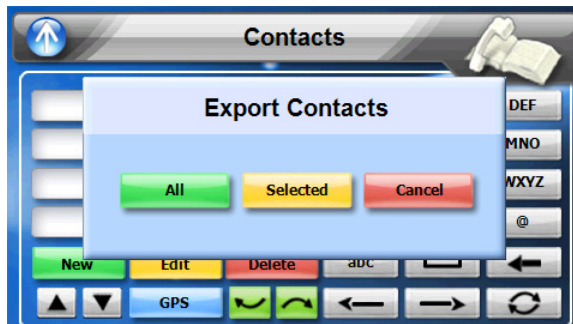 Contacts
Export Contacts
DEF
MNO
WXYZ
All Selected Cancel
@
New Edit Delete abc
GPS